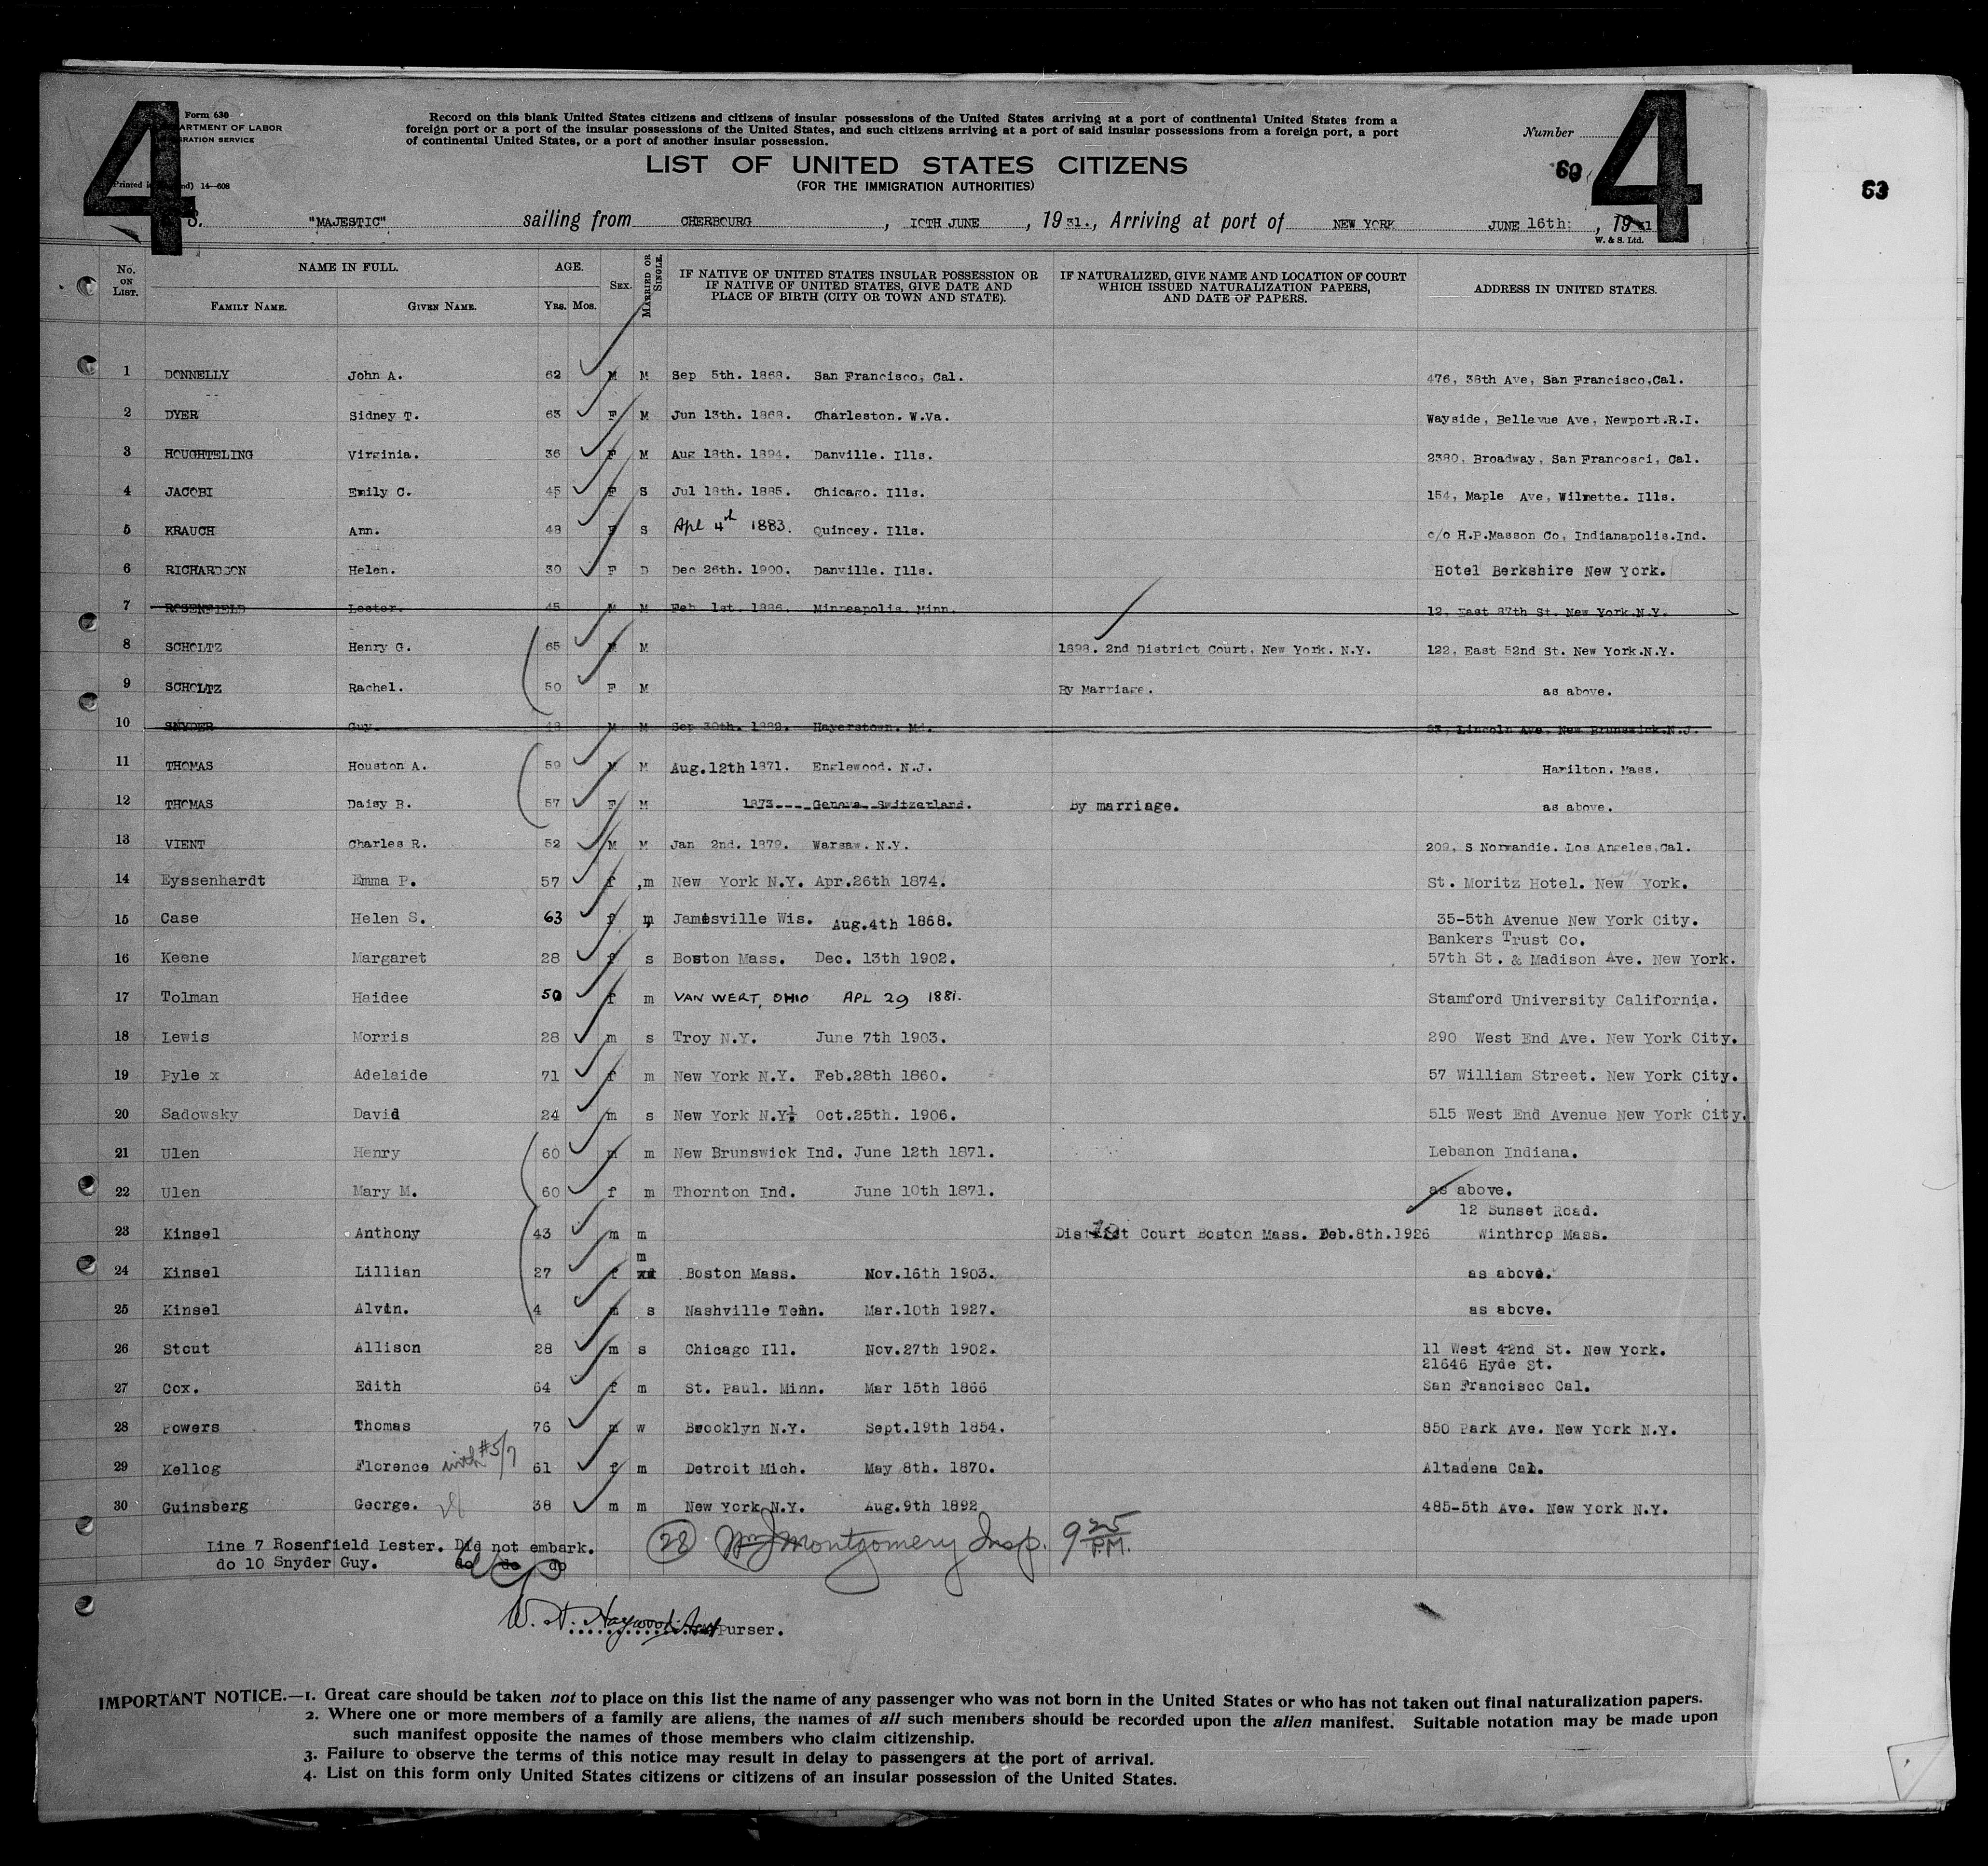 4
Form 630
ARTMENT OF LABOR
GRATION SERVICE
Printed in nd) 14—608
Record on this blank United States citizens and citizens of insular possessions of the United States arriving at a port of continental United States from a
foreign port or a port of the insular possessions of the United States, and such citizens arriving at a port of said insular possessions from a foreign port, a port
of continental United States, or a port of another insular possession.
LIST OF UNITED STATES CITIZENS
(FOR THE IMMIGRATION AUTHORITIES)
Number
60
4
63
S. "MAJESTIC" sailing from CHERBOURG, 10TH JUNE, 1931., Arriving at port of NEW YORK JUNE 16th:, 1931
W. & S. Ltd.
No. ON LIST. NAME IN FULL. FAMILY NAME. GIVEN NAME. AGE. Yrs. Mos. SEX. MARRIED OR SINGLE. IF NATIVE OF UNITED STATES INSULAR POSSESSION OR IF NATIVE OF UNITED STATES, GIVE DATE AND PLACE OF BIRTH (CITY OR TOWN AND STATE). IF NATURALIZED, GIVE NAME AND LOCATION OF COURT WHICH ISSUED NATURALIZATION PAPERS, AND DATE OF PAPERS. ADDRESS IN UNITED STATES.
1 DONNELLY John A. 62 M M Sep 5th. 1868. San Francisco, Cal. 476, 38th Ave, San Francisco,Cal.
2 DYER Sidney T. 63 F M Jun 13th. 1868. Charleston. W.Va. Wayside, Bellevue Ave, Newport.R.I.
3 HOUGHTELING Virginia. 36 F M Aug 18th. 1894. Danville. Ills. 2380, Broadway, San Francosci, Cal.
4 JACOBI Emily C. 45 F S Jul 18th. 1885. Chicago. Ills. 154, Maple Ave, Wilmette. Ills.
5 KRAUCH Ann. 48 F S Apl 4th 1883. Quincey. Ills. c/o H.P.Masson Co, Indianapolis.Ind.
6 RICHARDSON Helen. 30 F D Dec 26th. 1900. Danville. Ills. Hotel Berkshire New York.
7 ROSENFIELD Lester. 45 M M Feb 1st. 1886. Minneapolis. Minn. 12, East 87th St. New York.N.Y.
8 SCHOLTZ Henry G. 65 M M 1898. 2nd District Court, New York. N.Y. 122, East 52nd St. New York.N.Y.
9 SCHOLTZ Rachel. 50 F M By Marriage. as above.
10 SNYDER Guy. 48 M M Sep 30th. 1882. Hayerstown. Md. 83, Lincoln Ave, New Brunswick.N.J.
11 THOMAS Houston A. 59 M M Aug.12th 1871. Englewood. N.J. Hamilton. Mass.
12 THOMAS Daisy B. 57 F M 1873---- Geneva Switzerland. By marriage. as above.
13 VIENT Charles R. 52 M M Jan 2nd. 1879. Warsaw. N.Y. 209, S Normandie. Los Angeles,Cal.
14 Eyssenhardt Emma P. 57 f ,m New York N.Y. Apr.26th 1874. St. Moritz Hotel. New York.
15 Case Helen S. 63 f m Jamesville Wis. Aug.4th 1868. 35-5th Avenue New York City.
Bankers Trust Co.
16 Keene Margaret 28 f s Boston Mass. Dec. 13th 1902. 57th St. & Madison Ave. New York.
17 Tolman Haidee 50 f m VAN WERT, OHIO APL 29 1881. Stamford University California.
18 Lewis Morris 28 m s Troy N.Y. June 7th 1903. 290 West End Ave. New York City.
19 Pyle x Adelaide 71 f m New York N.Y. Feb.28th 1860. 57 William Street. New York City.
20 Sadowsky David 24 m s New York N.Y. Oct.25th. 1906. 515 West End Avenue New York City.
21 Ulen Henry 60 m m New Brunswick Ind. June 12th 1871. Lebanon Indiana.
22 Ulen Mary M. 60 f m Thornton Ind. June 10th 1871. as above.
12 Sunset Road.
23 Kinsel Anthony 43 m m District Court Boston Mass. Feb.8th.1926 Winthrop Mass.
24 Kinsel Lillian 27 f m Boston Mass. Nov.16th 1903. as above.
25 Kinsel Alvin. 4 m s Nashville Tenn. Mar.10th 1927. as above.
26 Stout Allison 28 m s Chicago Ill. Nov.27th 1902. 11 West 42nd St. New York.
21646 Hyde St.
27 Cox. Edith 64 f m St. Paul. Minn. Mar 15th 1866 San Francisco Cal.
28 Powers Thomas 76 m w Brooklyn N.Y. Sept.19th 1854. 850 Park Ave. New York N.Y.
29 Kellog Florence with #5/7 61 f m Detroit Mich. May 8th. 1870. Altadena Cal.
30 Guinsberg George. 38 m m New York N.Y. Aug.9th 1892 485-5th Ave. New York N.Y.
Line 7 Rosenfield Lester. Did not embark.
do 10 Snyder Guy. do do do
28 Wm J Montgomery Insp. 9 25 P.M.
W. H. Haywood Purser.
IMPORTANT NOTICE.—1. Great care should be taken not to place on this list the name of any passenger who was not born in the United States or who has not taken out final naturalization papers.
2. Where one or more members of a family are aliens, the names of all such members should be recorded upon the alien manifest. Suitable notation may be made upon
such manifest opposite the names of those members who claim citizenship.
3. Failure to observe the terms of this notice may result in delay to passengers at the port of arrival.
4. List on this form only United States citizens or citizens of an insular possession of the United States.